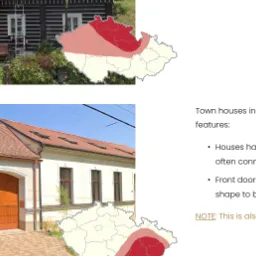 Town houses in
features:
• Houses ha
often conn
• Front door
shape to b
NOTE: This is als